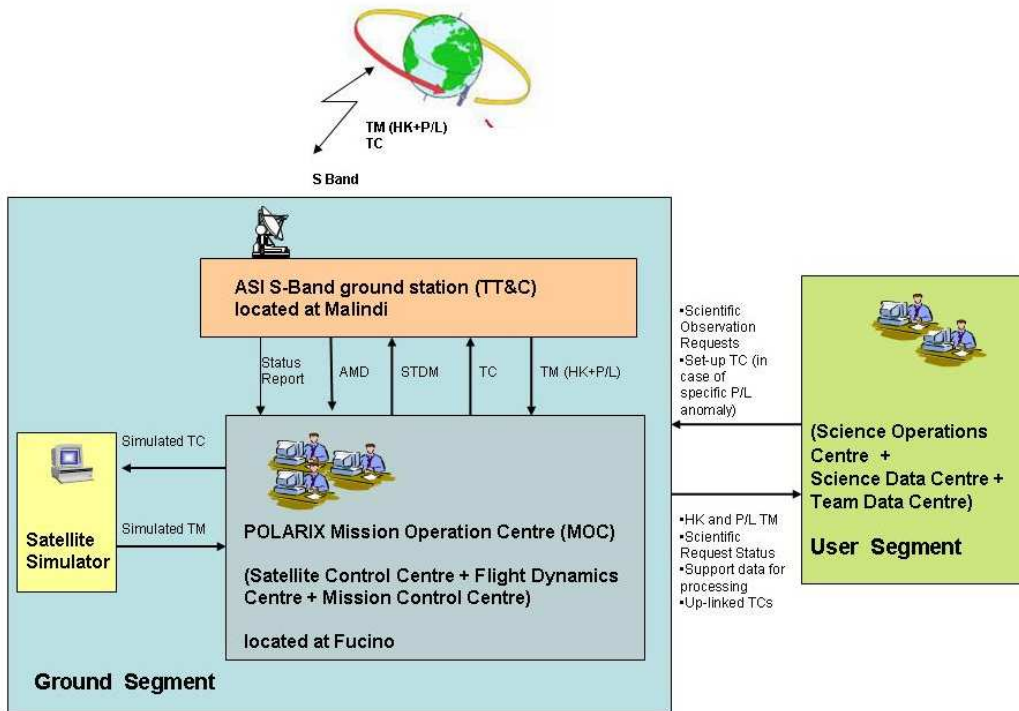 TM (HK+P/L)
TC
S Band
ASI S-Band ground station (TT&C)
located at Malindi
Status
Report
AMD
STDM
TC
TM (HK+P/L)
•Scientific
Observation
Requests
•Set-up TC (in
case of
specific P/L
anomaly)
Simulated TC
Simulated TM
Satellite
Simulator
POLARIX Mission Operation Centre (MOC)
(Satellite Control Centre + Flight Dynamics
Centre + Mission Control Centre)
located at Fucino
(Science Operations
Centre +
Science Data Centre +
Team Data Centre)
User Segment
•HK and P/L TM
•Scientific
Request Status
•Support data for
processing
•Up-linked TCs
Ground Segment